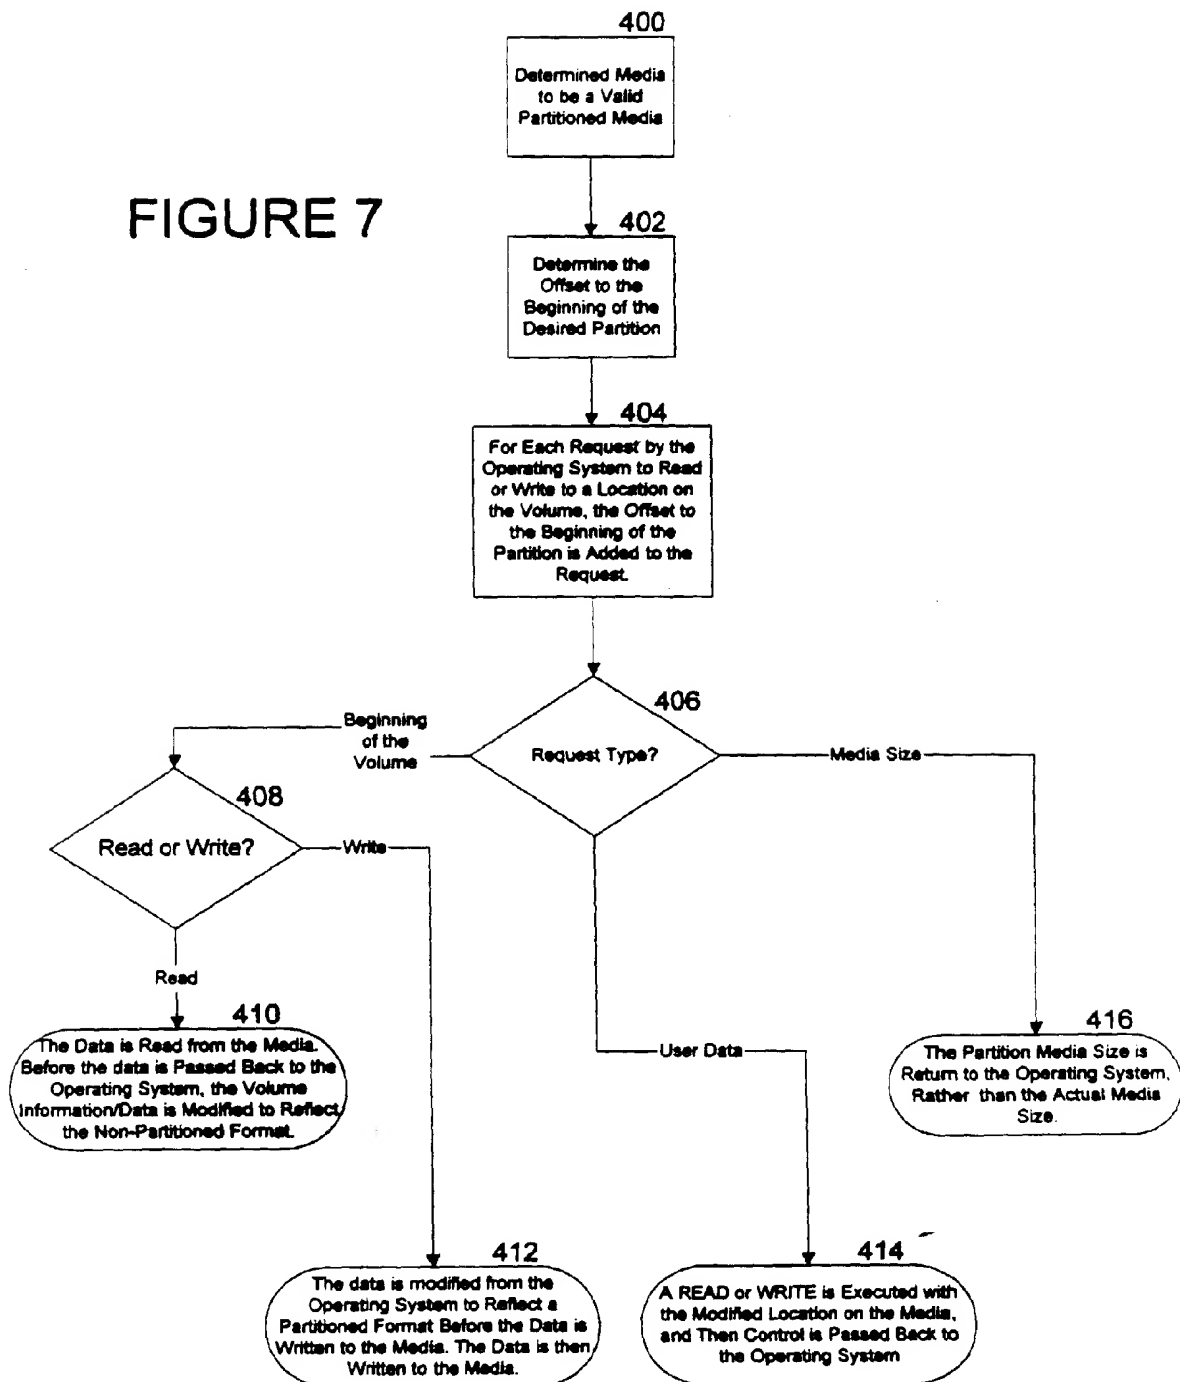 400
Determined Media
to be a Valid
Partitioned Media
FIGURE 7
402
Determine the
Offset to the
Beginning of the
Desired Partition
404
For Each Request by the
Operating System to Read
or Write to a Location on
the Volume, the Offset to
the Beginning of the
Partition is Added to the
Request.
406
Request Type?
Beginning
of the
Volume
Media Size
408
Read or Write?
Write
Read
User Data
410
The Data is Read from the Media.
Before the data is Passed Back to the
Operating System, the Volume
Information/Data is Modified to Reflect
the Non-Partitioned Format.
416
The Partition Media Size is
Return to the Operating System,
Rather than the Actual Media
Size.
412
The data is modified from the
Operating System to Reflect a
Partitioned Format Before the Data is
Written to the Media. The Data is then
Written to the Media.
414
A READ or WRITE is Executed with
the Modified Location on the Media,
and Then Control is Passed Back to
the Operating System